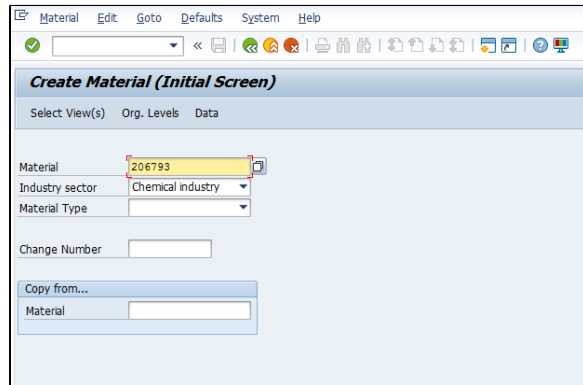 Material Edit Goto Defaults System Help
Create Material (Initial Screen)
Select View(s) Org. Levels Data
Material 206793
Industry sector Chemical industry
Material Type
Change Number
Copy from...
Material